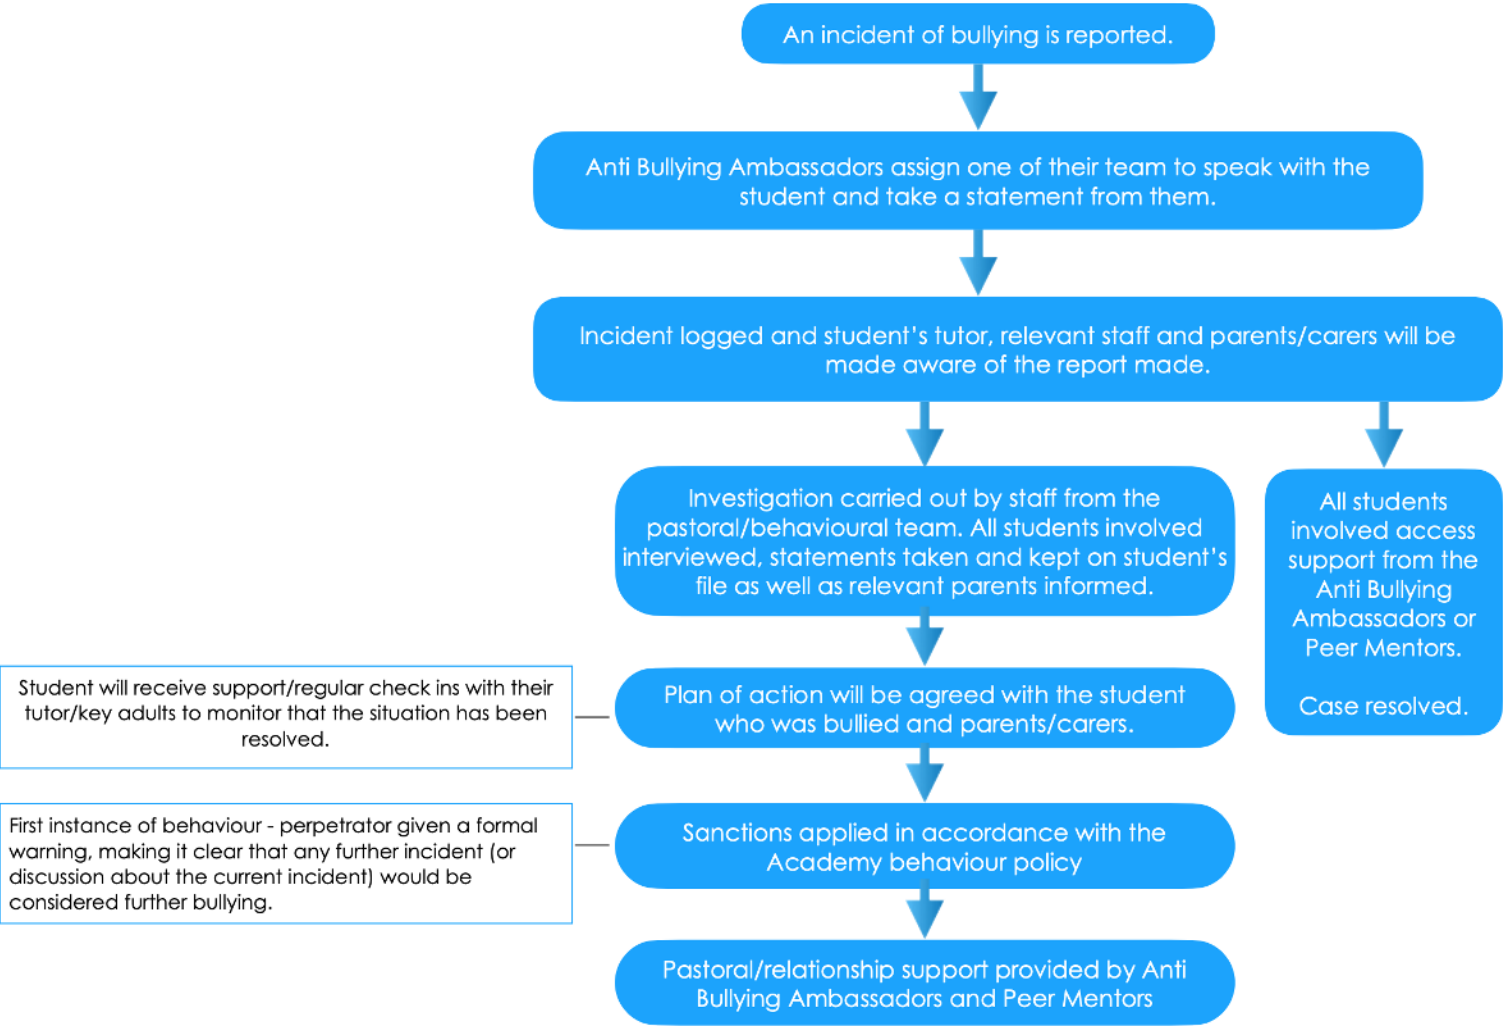 An incident of bullying is reported.
Anti Bullying Ambassadors assign one of their team to speak with the
student and take a statement from them.
Incident logged and student's tutor, relevant staff and parents/carers will be
made aware of the report made.
Investigation carried out by staff from the
pastoral/behavioural team. All students involved
interviewed, statements taken and kept on student's
file as well as relevant parents informed.
All students
involved access
support from the
Anti Bullying
Ambassadors or
Peer Mentors.
Case resolved.
Student will receive support/regular check ins with their
tutor/key adults to monitor that the situation has been
resolved.
Plan of action will be agreed with the student
who was bullied and parents/carers.
First instance of behaviour - perpetrator given a formal
warning, making it clear that any further incident (or
discussion about the current incident) would be
considered further bullying.
Sanctions applied in accordance with the
Academy behaviour policy
Pastoral/relationship support provided by Anti
Bullying Ambassadors and Peer Mentors